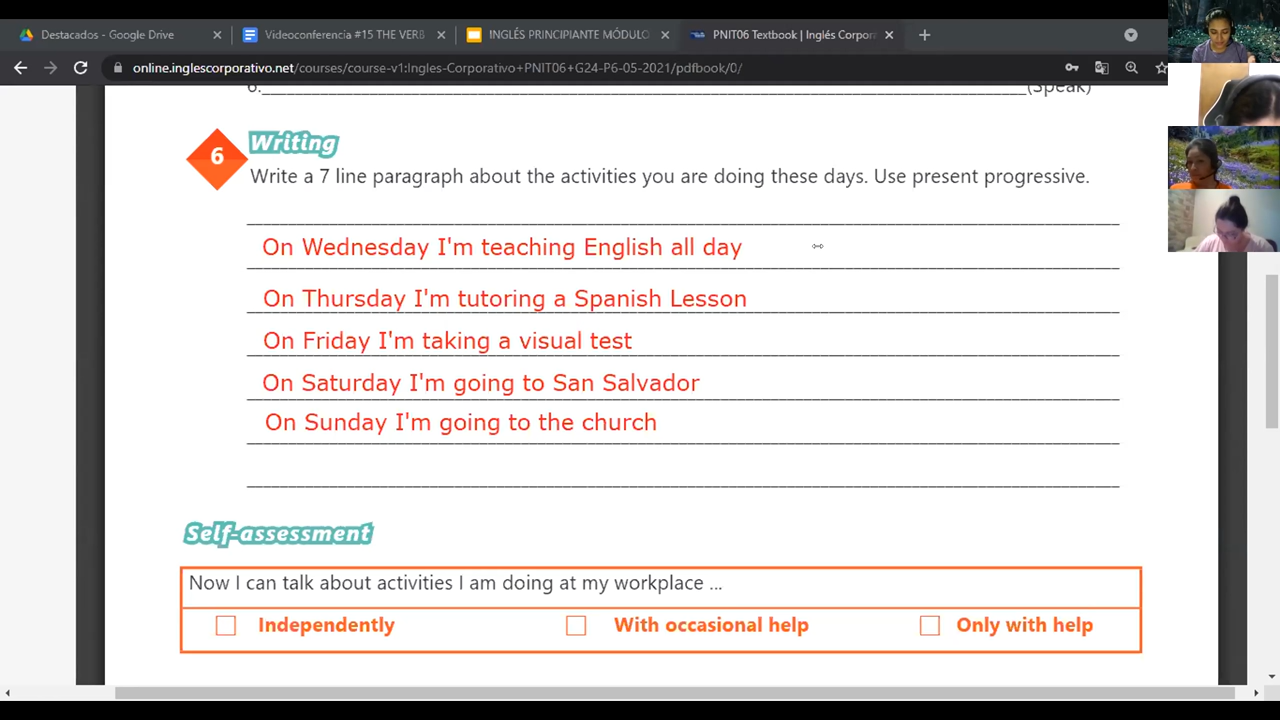 Destacados - Google Drive
Videoconferencia #15 THE VERB
INGLÉS PRINCIPIANTE MÓDULO
PNIT06 Textbook | Inglés Corpor
online.inglescorporativo.net/courses/course-v1:Ingles-Corporativo+PNIT06+G24-P6-05-2021/pdfbook/0/
6. (Speak)
6
Writing
Write a 7 line paragraph about the activities you are doing these days. Use present progressive.
On Wednesday I'm teaching English all day
On Thursday I'm tutoring a Spanish Lesson
On Friday I'm taking a visual test
On Saturday I'm going to San Salvador
On Sunday I'm going to the church
Self-assessment
Now I can talk about activities I am doing at my workplace ...
Independently
With occasional help
Only with help